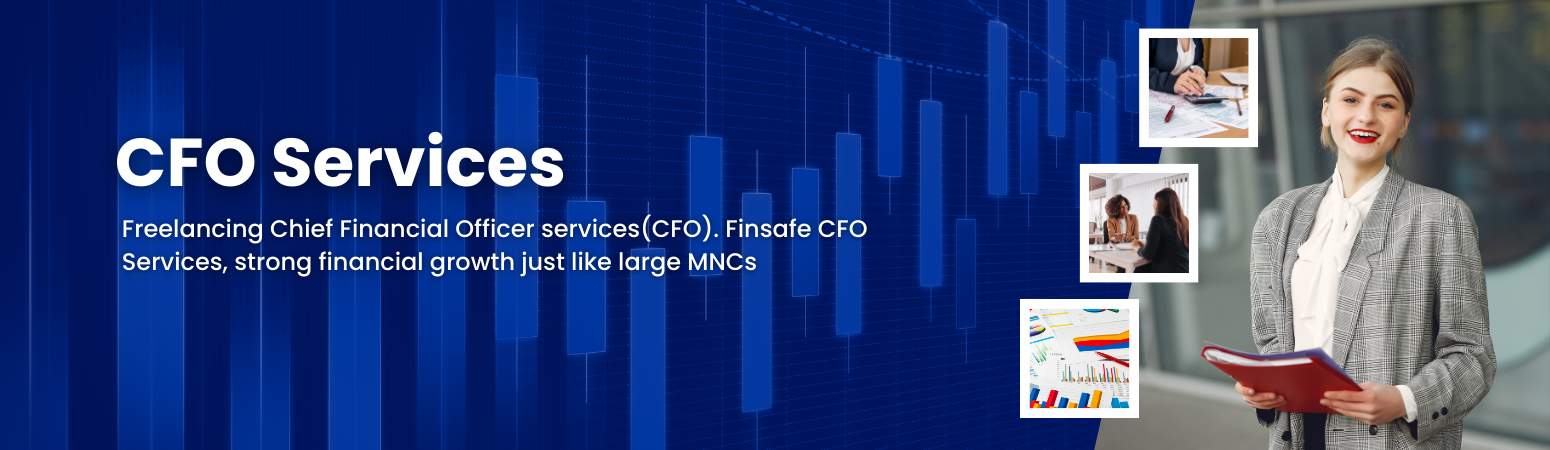 CFO Services
Freelancing Chief Financial Officer services(CFO). Finsafe CFO
Services, strong financial growth just like large MNCs